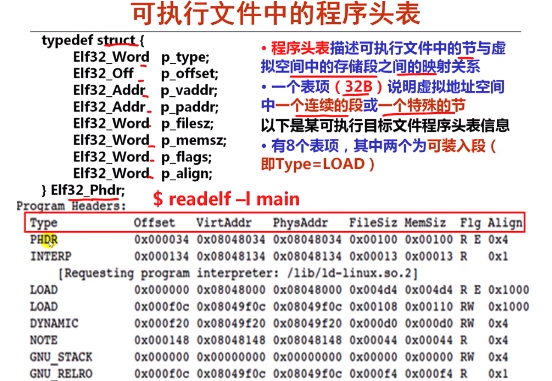 可执行文件中的程序头表
typedef struct {
Elf32_Word p_type;
Elf32_Off p_offset;
Elf32_Addr p_vaddr;
Elf32_Addr p_paddr;
Elf32_Word p_filesz;
Elf32_Word p_memsz;
Elf32_Word p_flags;
Elf32_Word p_align;
} Elf32_Phdr;
• 程序头表描述可执行文件中的节与虚
拟空间中的存储段之间的映射关系
• 一个表项（32B）说明虚拟地址空间
中一个连续的段或一个特殊的节
以下是某可执行目标文件程序头表信息
• 有8个表项，其中两个为可装入段（
即Type=LOAD）
$ readelf –l main
Program Headers:
Type Offset VirtAddr PhysAddr FileSiz MemSiz Flg Align
PHDR 0x000034 0x08048034 0x08048034 0x00100 0x00100 R E 0x4
INTERP 0x000134 0x08048134 0x08048134 0x00013 0x00013 R 0x1
[Requesting program interpreter: /lib/ld-linux.so.2]
LOAD 0x000000 0x08048000 0x08048000 0x004d4 0x004d4 R E 0x1000
LOAD 0x000f0c 0x08049f0c 0x08049f0c 0x00108 0x00110 RW 0x1000
DYNAMIC 0x000f20 0x08049f20 0x08049f20 0x000d0 0x000d0 RW 0x4
NOTE 0x000148 0x08048148 0x08048148 0x00044 0x00044 R 0x4
GNU_STACK 0x000000 0x00000000 0x00000000 0x00000 0x00000 RW 0x4
GNU_RELRO 0x000f0c 0x08049f0c 0x08049f0c 0x000f4 0x000f4 R 0x1